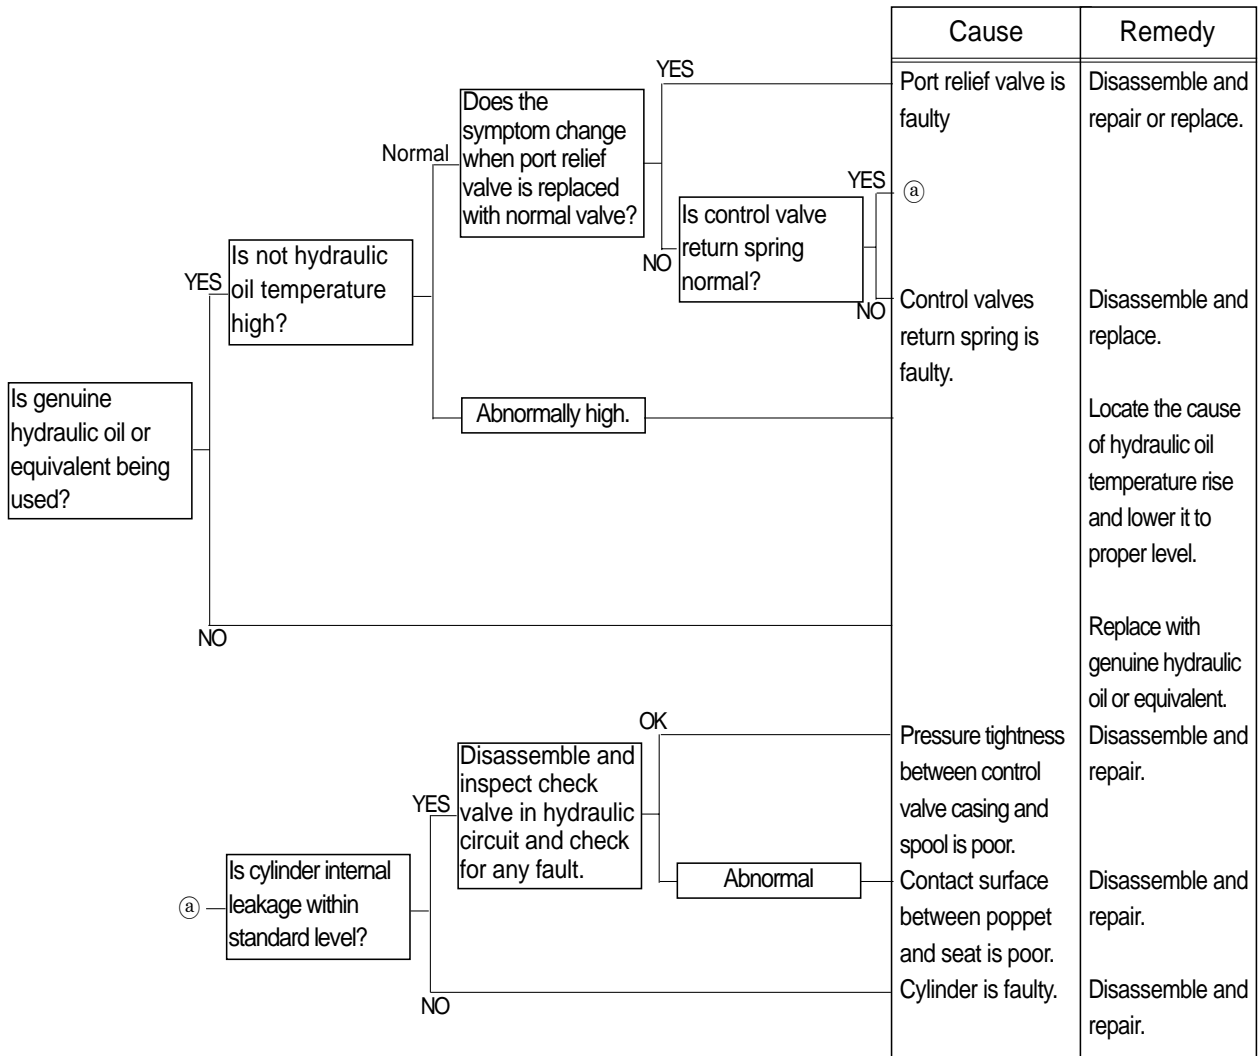 Cause
Remedy
YES
Port relief valve is
faulty
Disassemble and
repair or replace.
Does the
symptom change
when port relief
valve is replaced
with normal valve?
Normal
YES
ⓐ
Is control valve
return spring
normal?
NO
NO
Control valves
return spring is
faulty.
Disassemble and
replace.
Is not hydraulic
oil temperature
high?
YES
Is genuine
hydraulic oil or
equivalent being
used?
Abnormally high.
Locate the cause
of hydraulic oil
temperature rise
and lower it to
proper level.
NO
Replace with
genuine hydraulic
oil or equivalent.
OK
Pressure tightness
between control
valve casing and
spool is poor.
Disassemble and
repair.
Disassemble and
inspect check
valve in hydraulic
circuit and check
for any fault.
YES
Is cylinder internal
leakage within
standard level?
ⓐ
Abnormal
Contact surface
between poppet
and seat is poor.
Disassemble and
repair.
NO
Cylinder is faulty.
Disassemble and
repair.